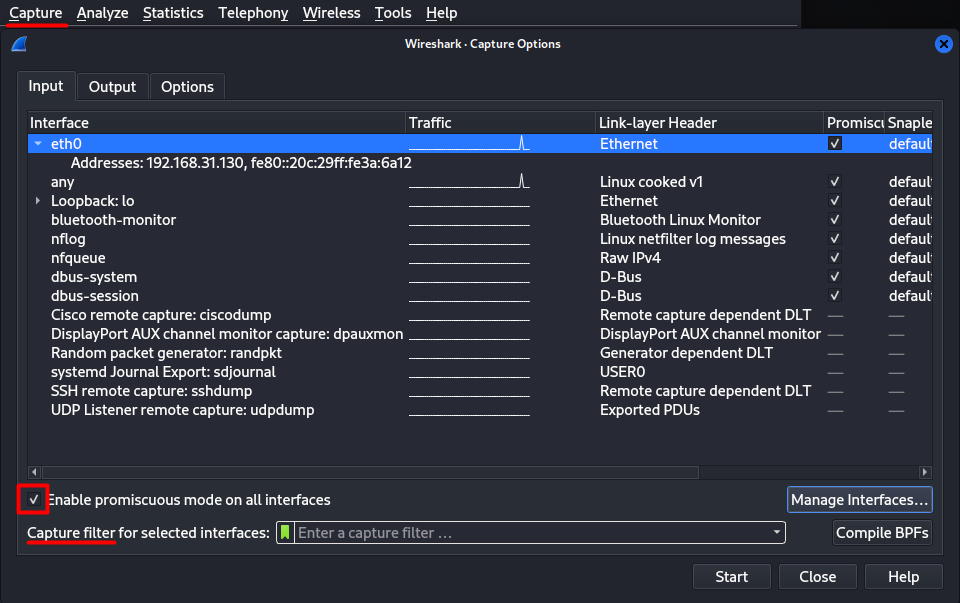 Capture Analyze Statistics Telephony Wireless Tools Help
Wireshark · Capture Options
Input Output Options
Interface Traffic Link-layer Header Promiscu Snaple
eth0 Ethernet defaul
Addresses: 192.168.31.130, fe80::20c:29ff:fe3a:6a12
any Linux cooked v1 defaul
Loopback: lo Ethernet defaul
bluetooth-monitor Bluetooth Linux Monitor defaul
nflog Linux netfilter log messages defaul
nfqueue Raw IPv4 defaul
dbus-system D-Bus defaul
dbus-session D-Bus defaul
Cisco remote capture: ciscodump Remote capture dependent DLT —
DisplayPort AUX channel monitor capture: dpauxmon DisplayPort AUX channel monitor — —
Random packet generator: randpkt Generator dependent DLT — —
systemd Journal Export: sdjournal USER0 — —
SSH remote capture: sshdump Remote capture dependent DLT — —
UDP Listener remote capture: udpdump Exported PDUs — —
Enable promiscuous mode on all interfaces Manage Interfaces...
Capture filter for selected interfaces: Enter a capture filter ... Compile BPFs
Start Close Help